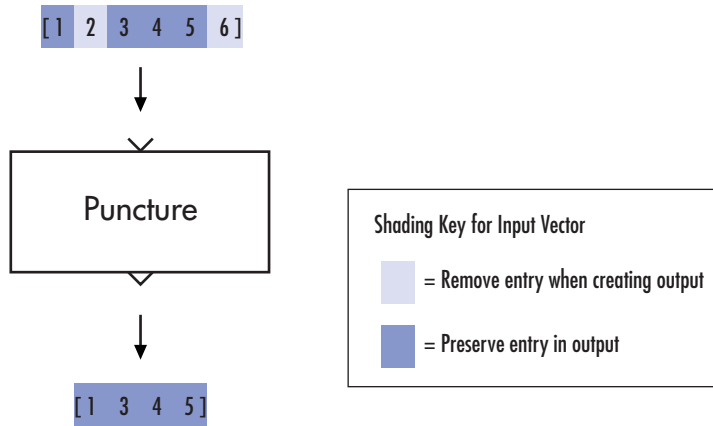 [1 2 3 4 5 6]
Puncture
Shading Key for Input Vector
= Remove entry when creating output
= Preserve entry in output
[1 3 4 5]